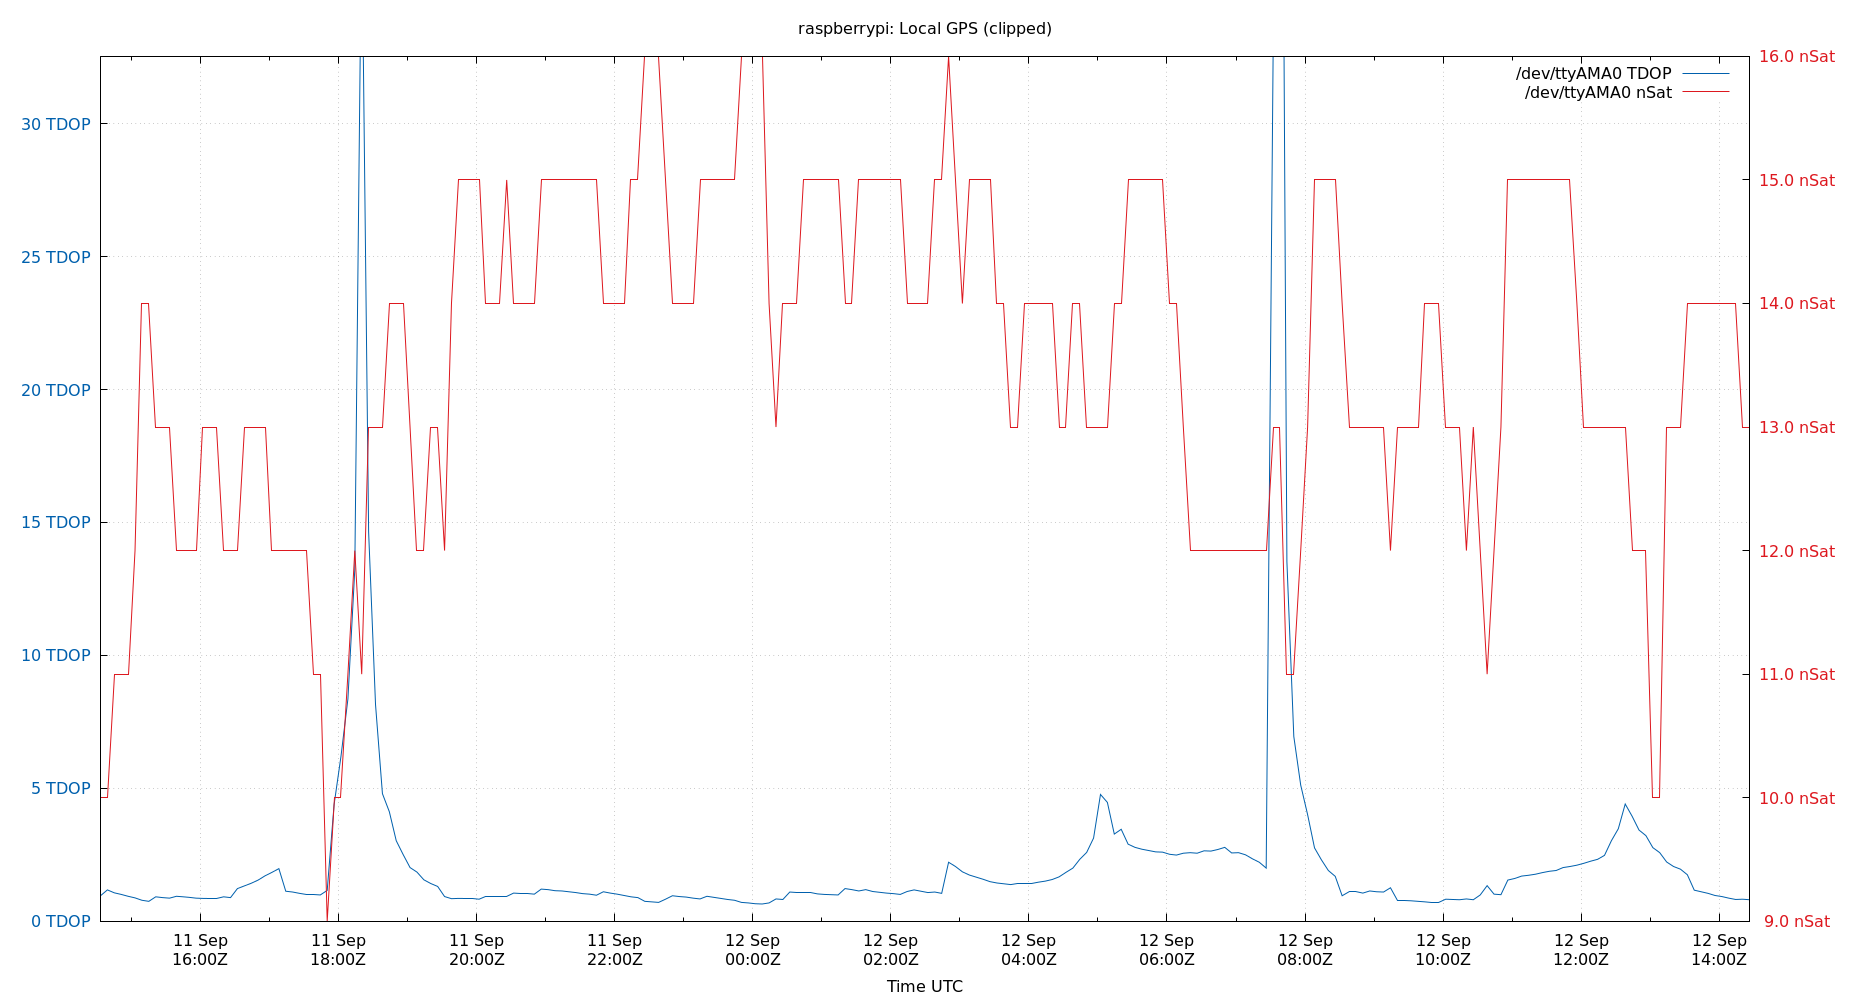 raspberrypi: Local GPS (clipped)
/dev/ttyAMA0 TDOP
/dev/ttyAMA0 nSat
30 TDOP
25 TDOP
20 TDOP
15 TDOP
10 TDOP
5 TDOP
0 TDOP
16.0 nSat
15.0 nSat
14.0 nSat
13.0 nSat
12.0 nSat
11.0 nSat
10.0 nSat
9.0 nSat
11 Sep 11 Sep 11 Sep 11 Sep 12 Sep 12 Sep 12 Sep 12 Sep 12 Sep 12 Sep 12 Sep 12 Sep
16:00Z 18:00Z 20:00Z 22:00Z 00:00Z 02:00Z 04:00Z 06:00Z 08:00Z 10:00Z 12:00Z 14:00Z
Time UTC